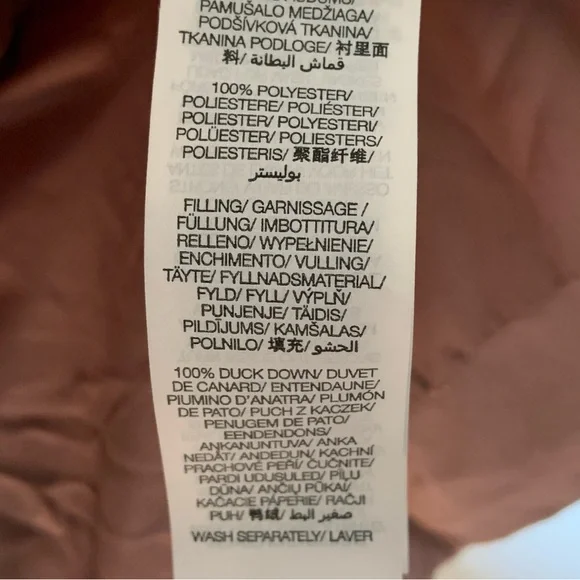 PAMUŠALO MEDŽIAGA/
PODŠÍVKOVÁ TKANINA/
TKANINA PODLOGE/ 衬里面
料/ قماش البطانة/
100% POLYESTER/
POLIESTERE/ POLIÉSTER/
POLIESTER/ POLYESTERI/
POLÜESTER/ POLIESTERS/
POLIESTERIS/ 聚酯纤维/
بوليستر
FILLING/ GARNISSAGE /
FÜLLUNG/ IMBOTTITURA/
RELLENO/ WYPEŁNIENIE/
ENCHIMENTO/ VULLING/
TÄYTE/ FYLLNADSMATERIAL/
FYLD/ FYLL/ VÝPLŇ/
PUNJENJE/ TÄIDIS/
PILDĪJUMS/ KAMŠALAS/
POLNILO/ 填充/ الحشو/
100% DUCK DOWN/ DUVET
DE CANARD/ ENTENDAUNE/
PIUMINO D'ANATRA/ PLUMÓN
DE PATO/ PUCH Z KACZEK/
PENUGEM DE PATO/
EENDENDONS/
ANKANUNTUVA/ ANKA
NEDÅT/ ANDEDUN/ KACHNÍ
PRACHOVÉ PEŘÍ/ ČUČNITE/
PARDI UDUSULED/ PĪĻU
DŪNA/ ANČIŲ PŪKAI/
KAČACIE PÁPERIE/ RAČJI
PUH/ 鸭绒/ صغير البط/
WASH SEPARATELY/ LAVER